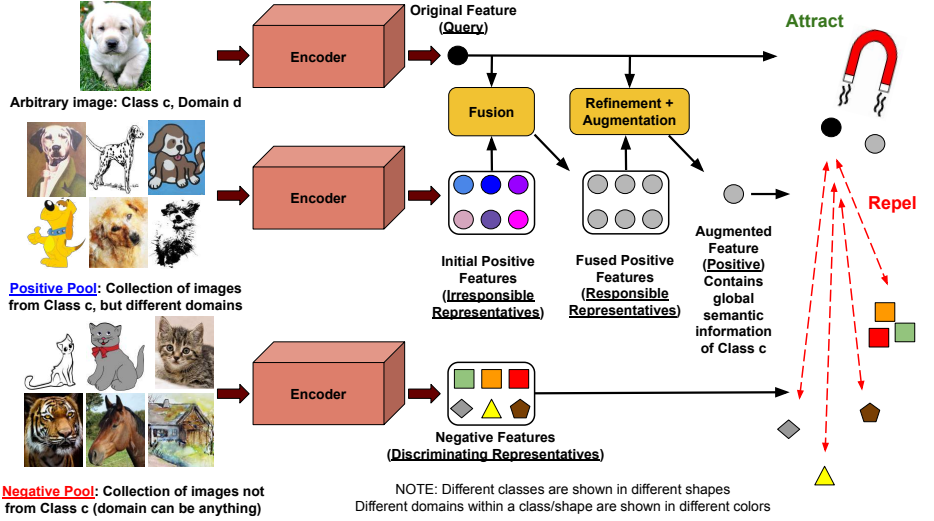 Original Feature
(Query)
Attract
Encoder
Arbitrary image: Class c, Domain d
Fusion
Refinement +
Augmentation
Encoder
Repel
Initial Positive
Features
(Irresponsible
Representatives)
Fused Positive
Features
(Responsible
Representatives)
Augmented
Feature
(Positive)
Contains
global
semantic
information
of Class c
Positive Pool: Collection of images
from Class c, but different domains
Encoder
Negative Features
(Discriminating Representatives)
Negative Pool: Collection of images not
from Class c (domain can be anything)
NOTE: Different classes are shown in different shapes
Different domains within a class/shape are shown in different colors